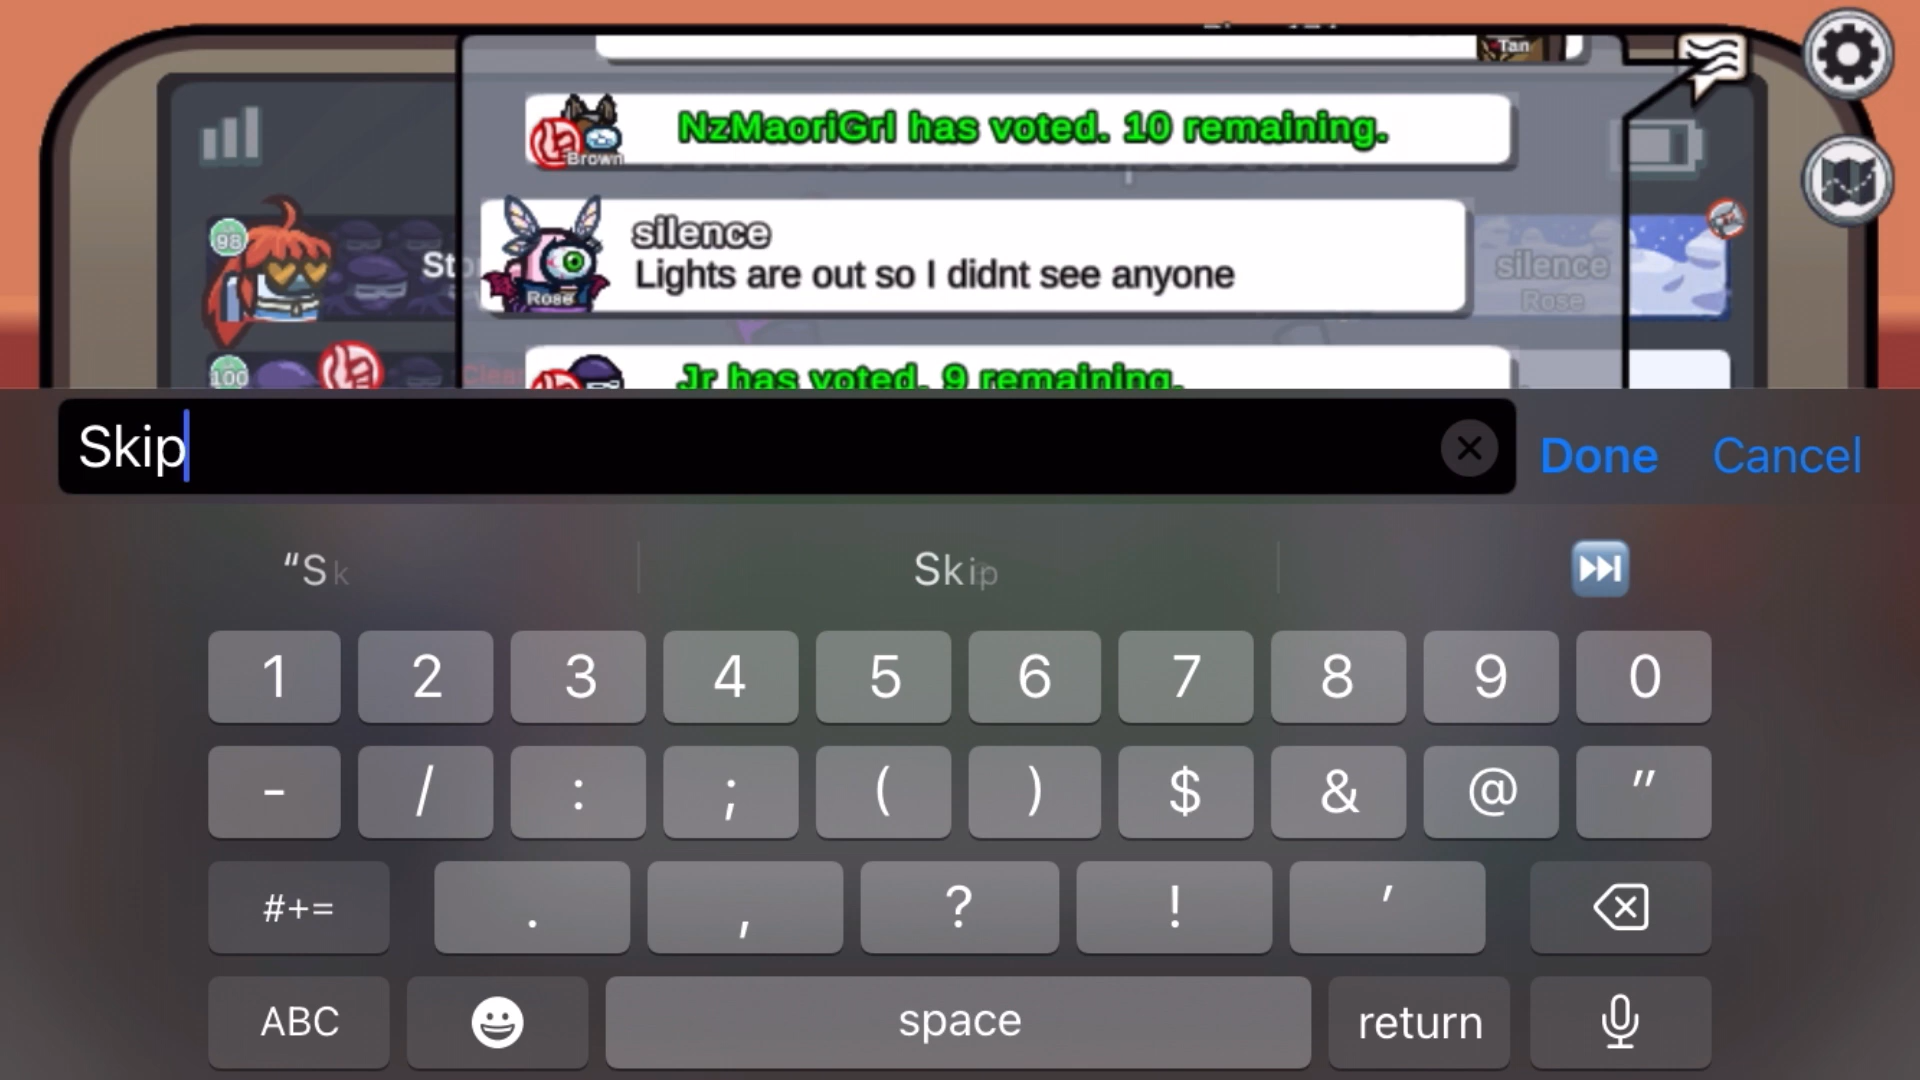 Tan
NzMaoriGrl has voted. 10 remaining.
Brown
98
silence
Lights are out so I didnt see anyone
Rose
silence
Rose
100
Jr has voted. 9 remaining.
Skip
Done
Cancel
“Sk
Skip
1 2 3 4 5 6 7 8 9 0
- / : ; ( ) $ & @ "
#+= . , ? ! '
ABC space return